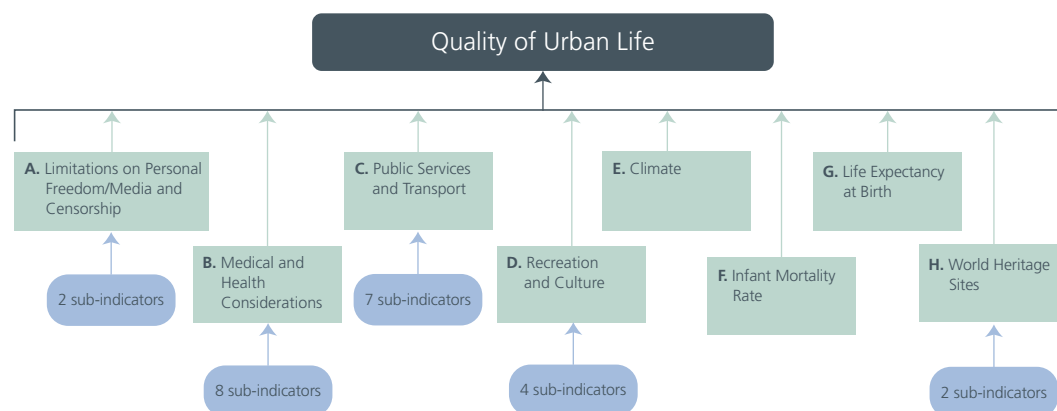 Quality of Urban Life
A. Limitations on Personal
Freedom/Media and
Censorship
2 sub-indicators
B. Medical and
Health
Considerations
8 sub-indicators
C. Public Services
and Transport
7 sub-indicators
D. Recreation
and Culture
4 sub-indicators
E. Climate
F. Infant Mortality
Rate
G. Life Expectancy
at Birth
H. World Heritage
Sites
2 sub-indicators